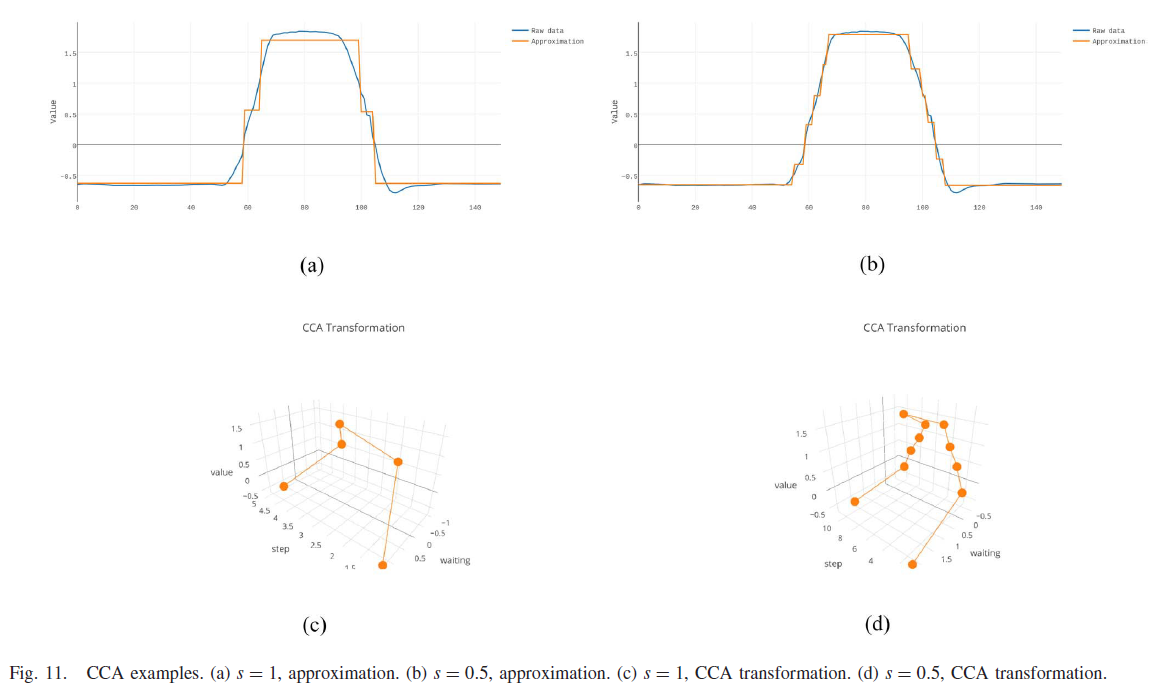 Raw data
Approximation
Value
1.5
1
0.5
0
−0.5
0 20 40 60 80 100 120 140
(a)
Raw data
Approximation
Value
1.5
1
0.5
0
−0.5
0 20 40 60 80 100 120 140
(b)
CCA Transformation
1.5
1
0.5
0
−0.5
value
5
4.5
4
3.5
3
2.5
2
1.5
step
−1
−0.5
0
0.5
waiting
(c)
CCA Transformation
1.5
1
0.5
0
−0.5
value
10
8
6
4
step
−0.5
0
0.5
1
1.5
waiting
(d)
Fig. 11. CCA examples. (a) s = 1, approximation. (b) s = 0.5, approximation. (c) s = 1, CCA transformation. (d) s = 0.5, CCA transformation.